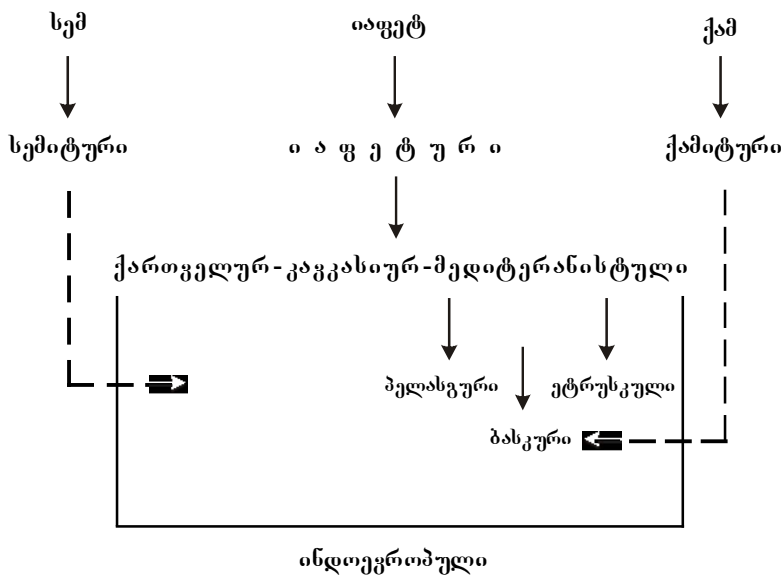 სემ იაფეტ ქამ
სემიტური ი ა ფ ე ტ უ რ ი ქამიტური
ქართველურ-კავკასიურ-მედიტერანისტული
პელასგური ეტრუსკული
ბასკური
ინდოევროპული